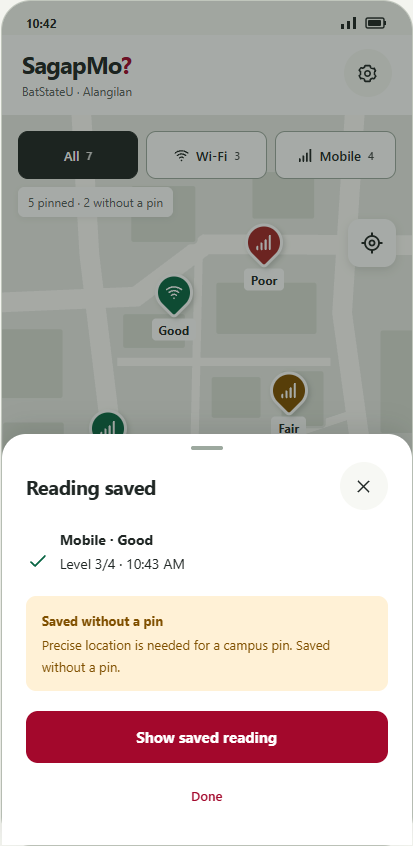 10:42
SagapMo?
BatStateU · Alangilan
All 7
Wi-Fi 3
Mobile 4
5 pinned · 2 without a pin
Poor
Good
Fair
Reading saved
Mobile · Good
Level 3/4 · 10:43 AM
Saved without a pin
Precise location is needed for a campus pin. Saved
without a pin.
Show saved reading
Done